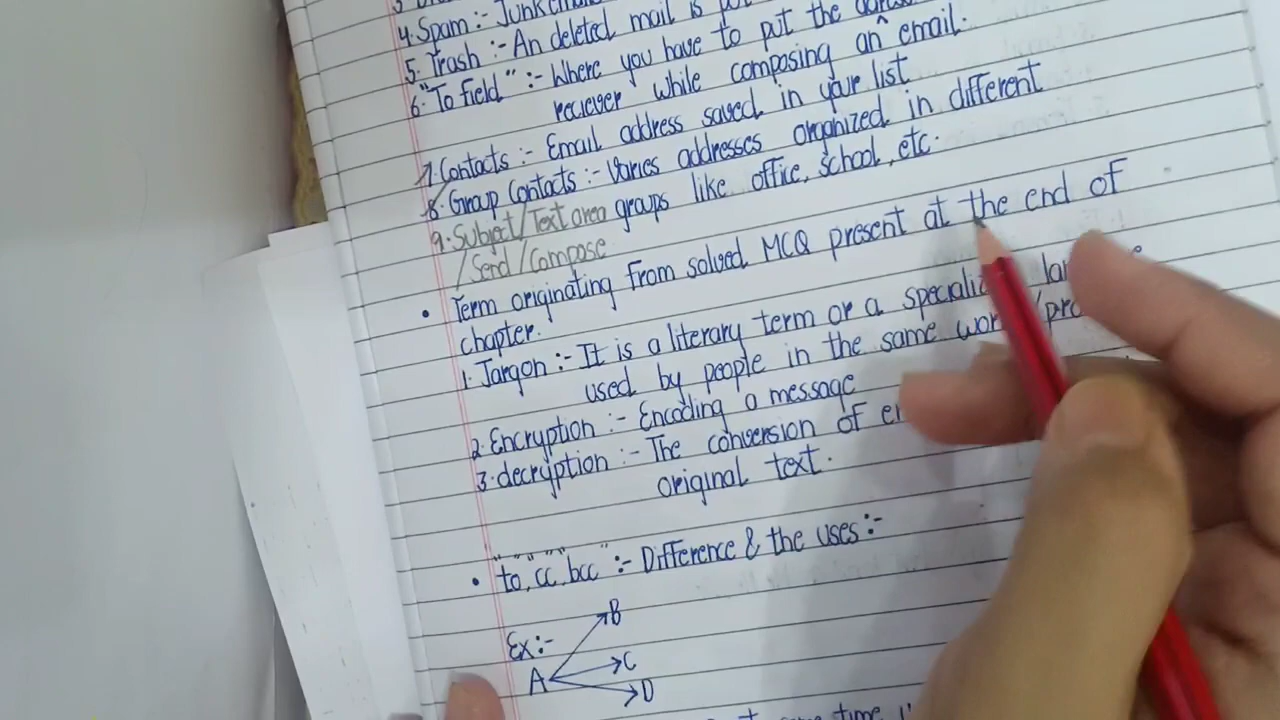 4. Spam :- Junk
5. Trash :- An deleted mail is
6. "To field" :- Where you have to put the
reciever while composing an email.
7. Contacts :- Email address saved in your list
8. Group Contacts :- Varies addresses organized in different
groups like office, school, etc.
9. Subject/Text area
/Send/Compose
• Term originating from solved MCQ present at the end of
chapter.
1. Jargon :- It is a literary term or a
used by people in the same
2. Encryption :- Encoding a message
3. decryption :- The conversion of
original text.
• "to, cc, bcc" :- Difference & the uses :-
Ex:-
B
A
C
D
time